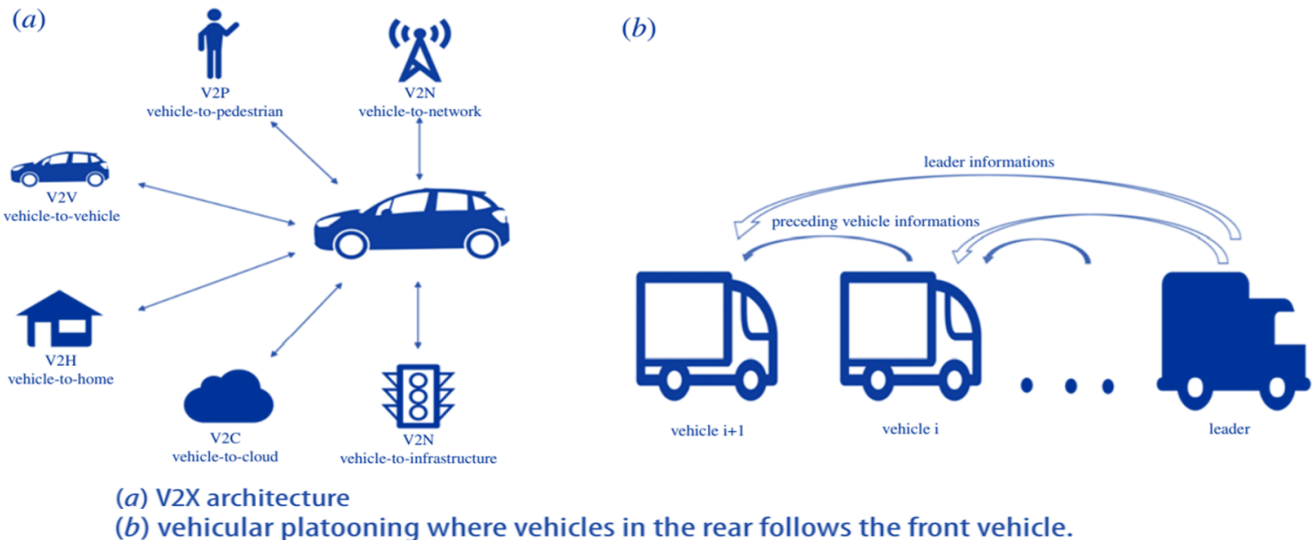 (a)
V2P
vehicle-to-pedestrian
V2N
vehicle-to-network
V2V
vehicle-to-vehicle
V2H
vehicle-to-home
V2C
vehicle-to-cloud
V2N
vehicle-to-infrastructure
(b)
leader informations
preceding vehicle informations
vehicle i+1
vehicle i
leader
(a) V2X architecture
(b) vehicular platooning where vehicles in the rear follows the front vehicle.